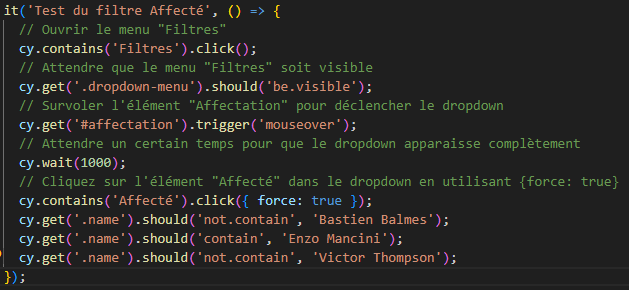 it('Test du filtre Affecté', () => {
// Ouvrir le menu "Filtres"
cy.contains('Filtres').click();
// Attendre que le menu "Filtres" soit visible
cy.get('.dropdown-menu').should('be.visible');
// Survoler l'élément "Affectation" pour déclencher le dropdown
cy.get('#affectation').trigger('mouseover');
// Attendre un certain temps pour que le dropdown apparaisse complètement
cy.wait(1000);
// Cliquez sur l'élément "Affecté" dans le dropdown en utilisant {force: true}
cy.contains('Affecté').click({ force: true });
cy.get('.name').should('not.contain', 'Bastien Balmes');
cy.get('.name').should('contain', 'Enzo Mancini');
cy.get('.name').should('not.contain', 'Victor Thompson');
});